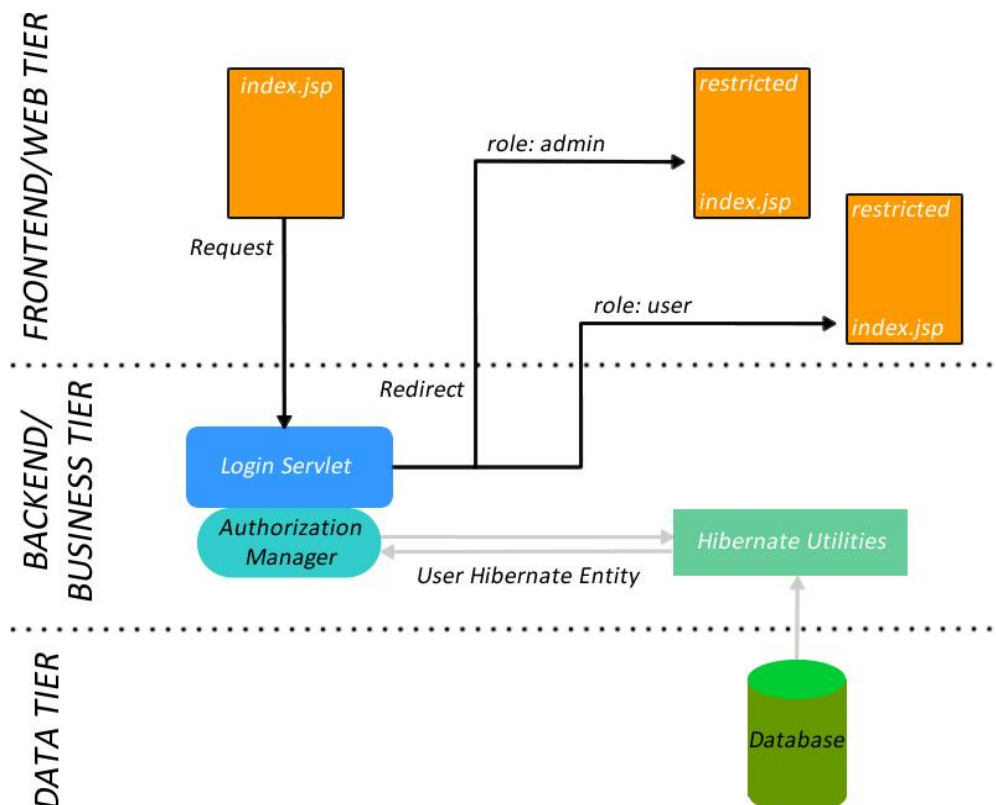 FRONTEND/WEB TIER
index.jsp
restricted
index.jsp
role: admin
restricted
index.jsp
role: user
Request
Redirect
BACKEND/
BUSINESS TIER
Login Servlet
Authorization
Manager
User Hibernate Entity
Hibernate Utilities
DATA TIER
Database